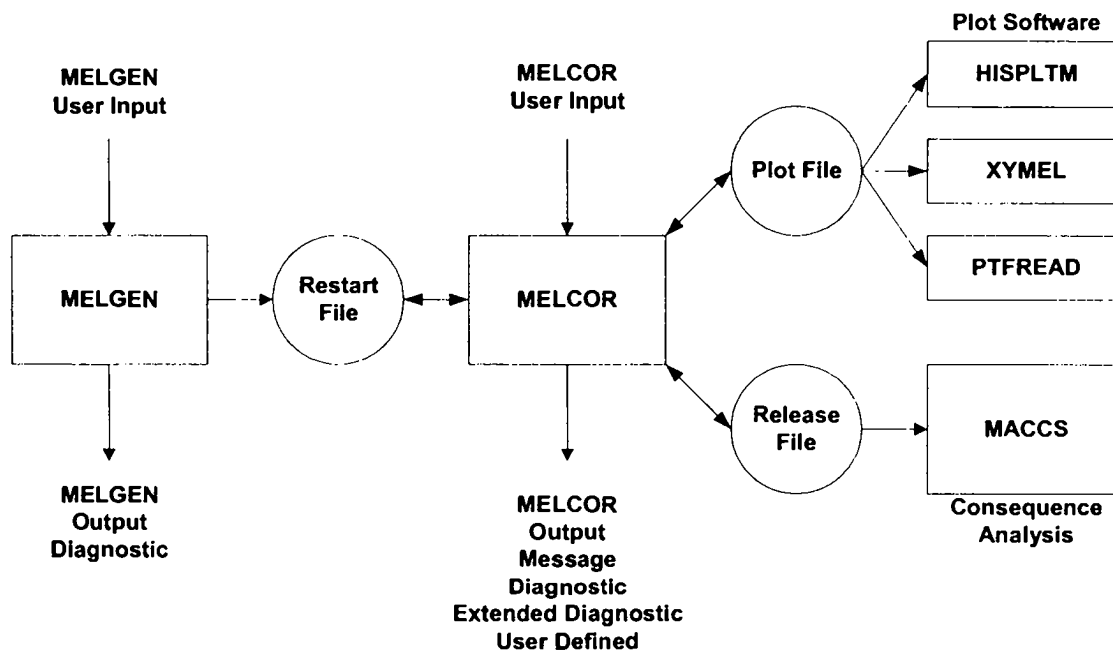 Plot Software
HISPLTM
MELGEN
User Input
MELCOR
User Input
Plot File
XYMEL
PTFREAD
MELGEN
Restart
File
MELCOR
Release
File
MACCS
Consequence
Analysis
MELGEN
Output
Diagnostic
MELCOR
Output
Message
Diagnostic
Extended Diagnostic
User Defined